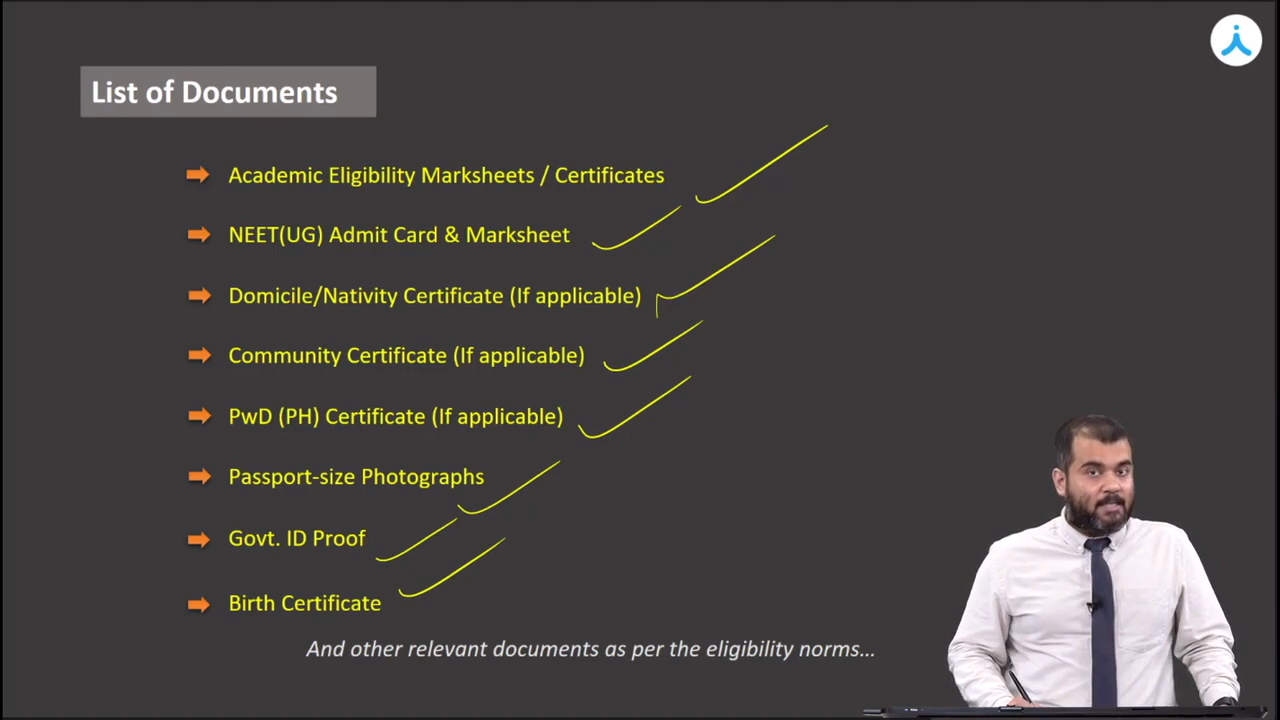 List of Documents
Academic Eligibility Marksheets / Certificates
NEET(UG) Admit Card & Marksheet
Domicile/Nativity Certificate (If applicable)
Community Certificate (If applicable)
PwD (PH) Certificate (If applicable)
Passport-size Photographs
Govt. ID Proof
Birth Certificate
And other relevant documents as per the eligibility norms...